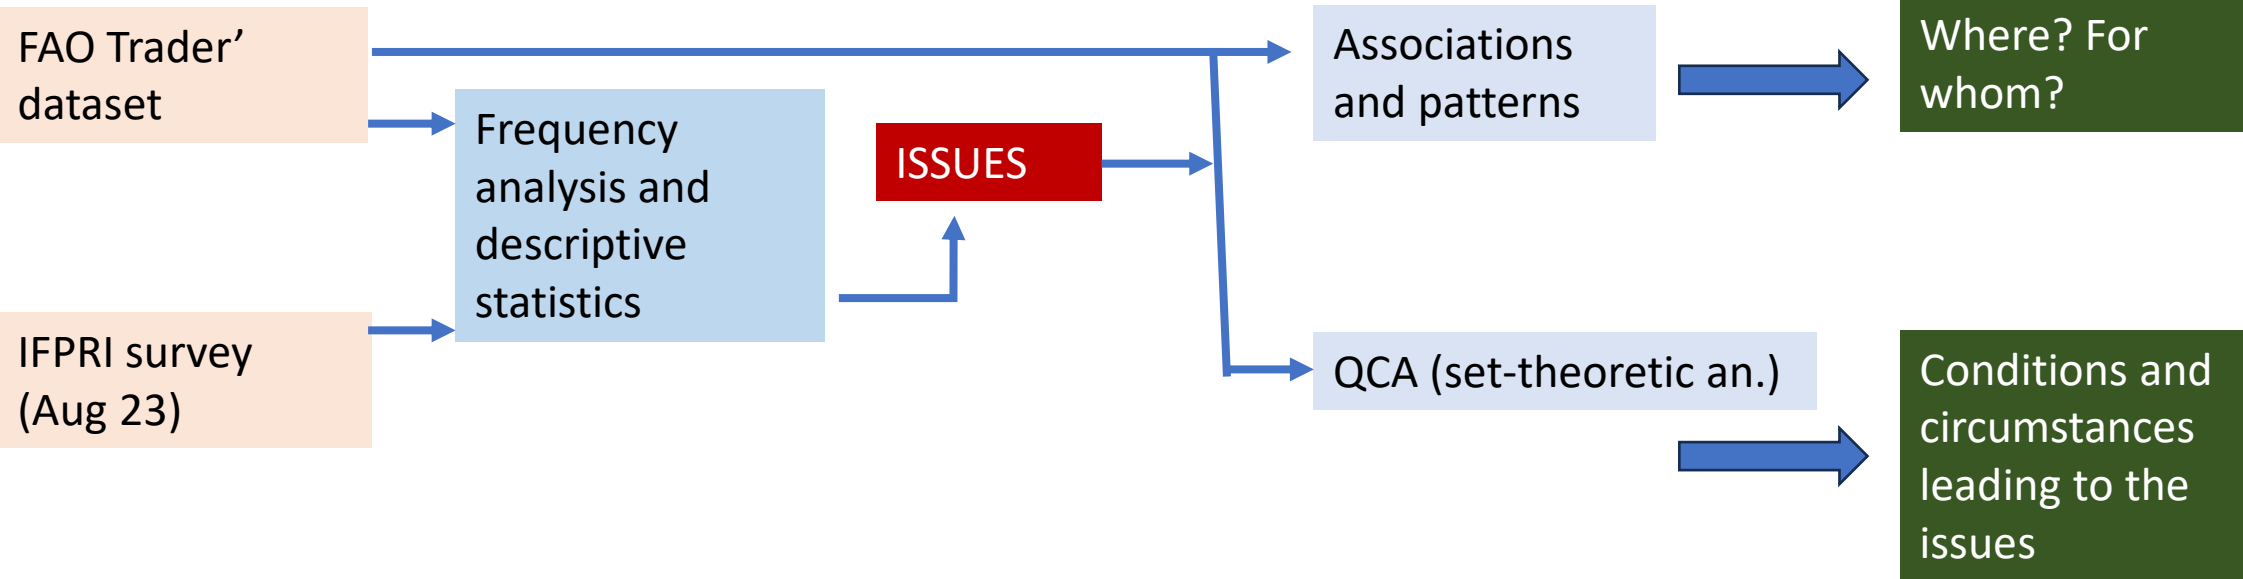 FAO Trader’
dataset
Frequency
analysis and
descriptive
statistics
IFPRI survey
(Aug 23)
ISSUES
Associations
and patterns
QCA (set-theoretic an.)
Where? For
whom?
Conditions and
circumstances
leading to the
issues